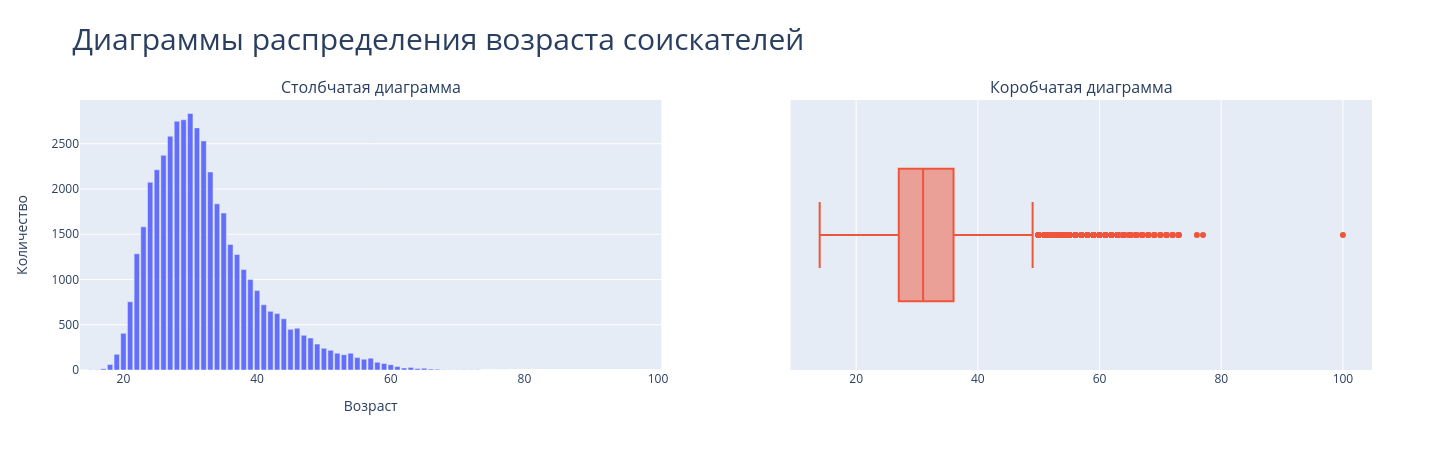 Диаграммы распределения возраста соискателей
Столбчатая диаграмма
Количество
2500
2000
1500
1000
500
0
20 40 60 80 100
Возраст
Коробчатая диаграмма
20 40 60 80 100